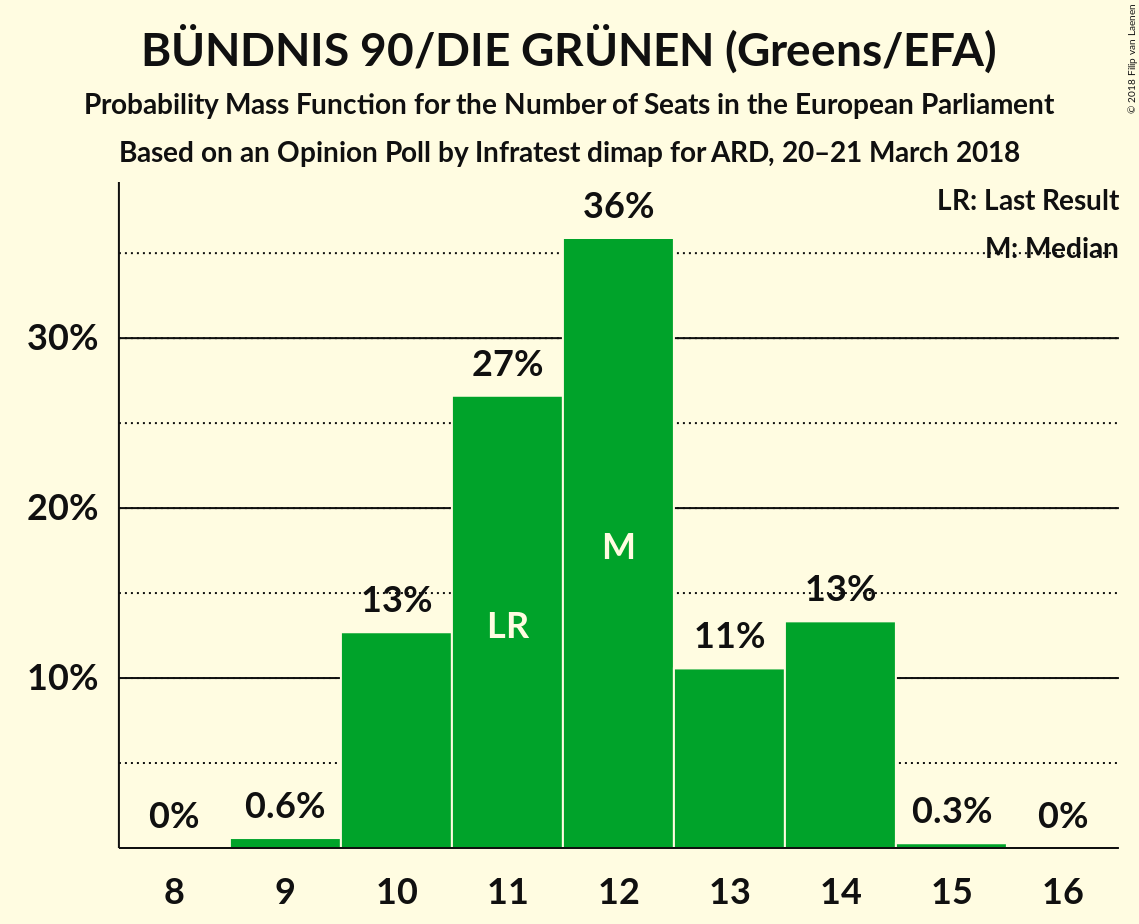 BÜNDNIS 90/DIE GRÜNEN (Greens/EFA)
Probability Mass Function for the Number of Seats in the European Parliament
Based on an Opinion Poll by Infratest dimap for ARD, 20–21 March 2018
© 2018 Filip van Laenen
LR: Last Result
M: Median
30%
20%
10%
0%
0.6%
13%
27%
36%
11%
13%
0.3%
0%
LR
M
8 9 10 11 12 13 14 15 16